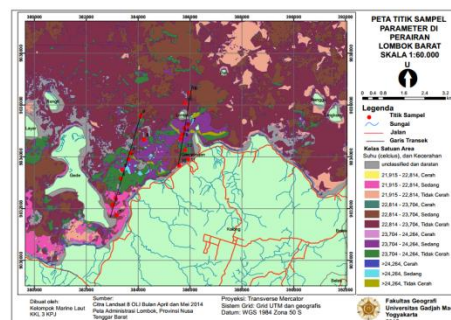 PETA TITIK SAMPEL
PARAMETER DI
PERAIRAN
LOMBOK BARAT
SKALA 1:60.000
U
Legenda
Titik Sampel
Sungai
Jalan
Garis Transek
Kelas Satuan Area
Suhu (celcius), dan Kecerahan
unclassified dan daratan
21,915 - 22,814, Cerah
21,915 - 22,814, Sedang
21,915 - 22,814, Tidak Cerah
22,814 - 23,704, Cerah
22,814 - 23,704, Sedang
22,814 - 23,704, Tidak Cerah
23,704 - 24,264, Cerah
23,704 - 24,264, Sedang
23,704 - 24,264, Tidak Cerah
>24,264, Cerah
>24,264, Sedang
>24,264, Tidak Cerah
Gede
Dibuat oleh:
Kelompok Marine Laut
KKL 3 KPJ
Sumber:
Citra Landsat 8 OLI Bulan April dan Mei 2014
Peta Administrasi Lombok, Provinsi Nusa
Tenggar Barat
Proyeksi: Transverse Mercator
Sistem Grid: Grid UTM dan geografis
Datum: WGS 1984 Zona 50 S
Fakultas Geografi
Universitas Gadjah Mada
Yogyakarta